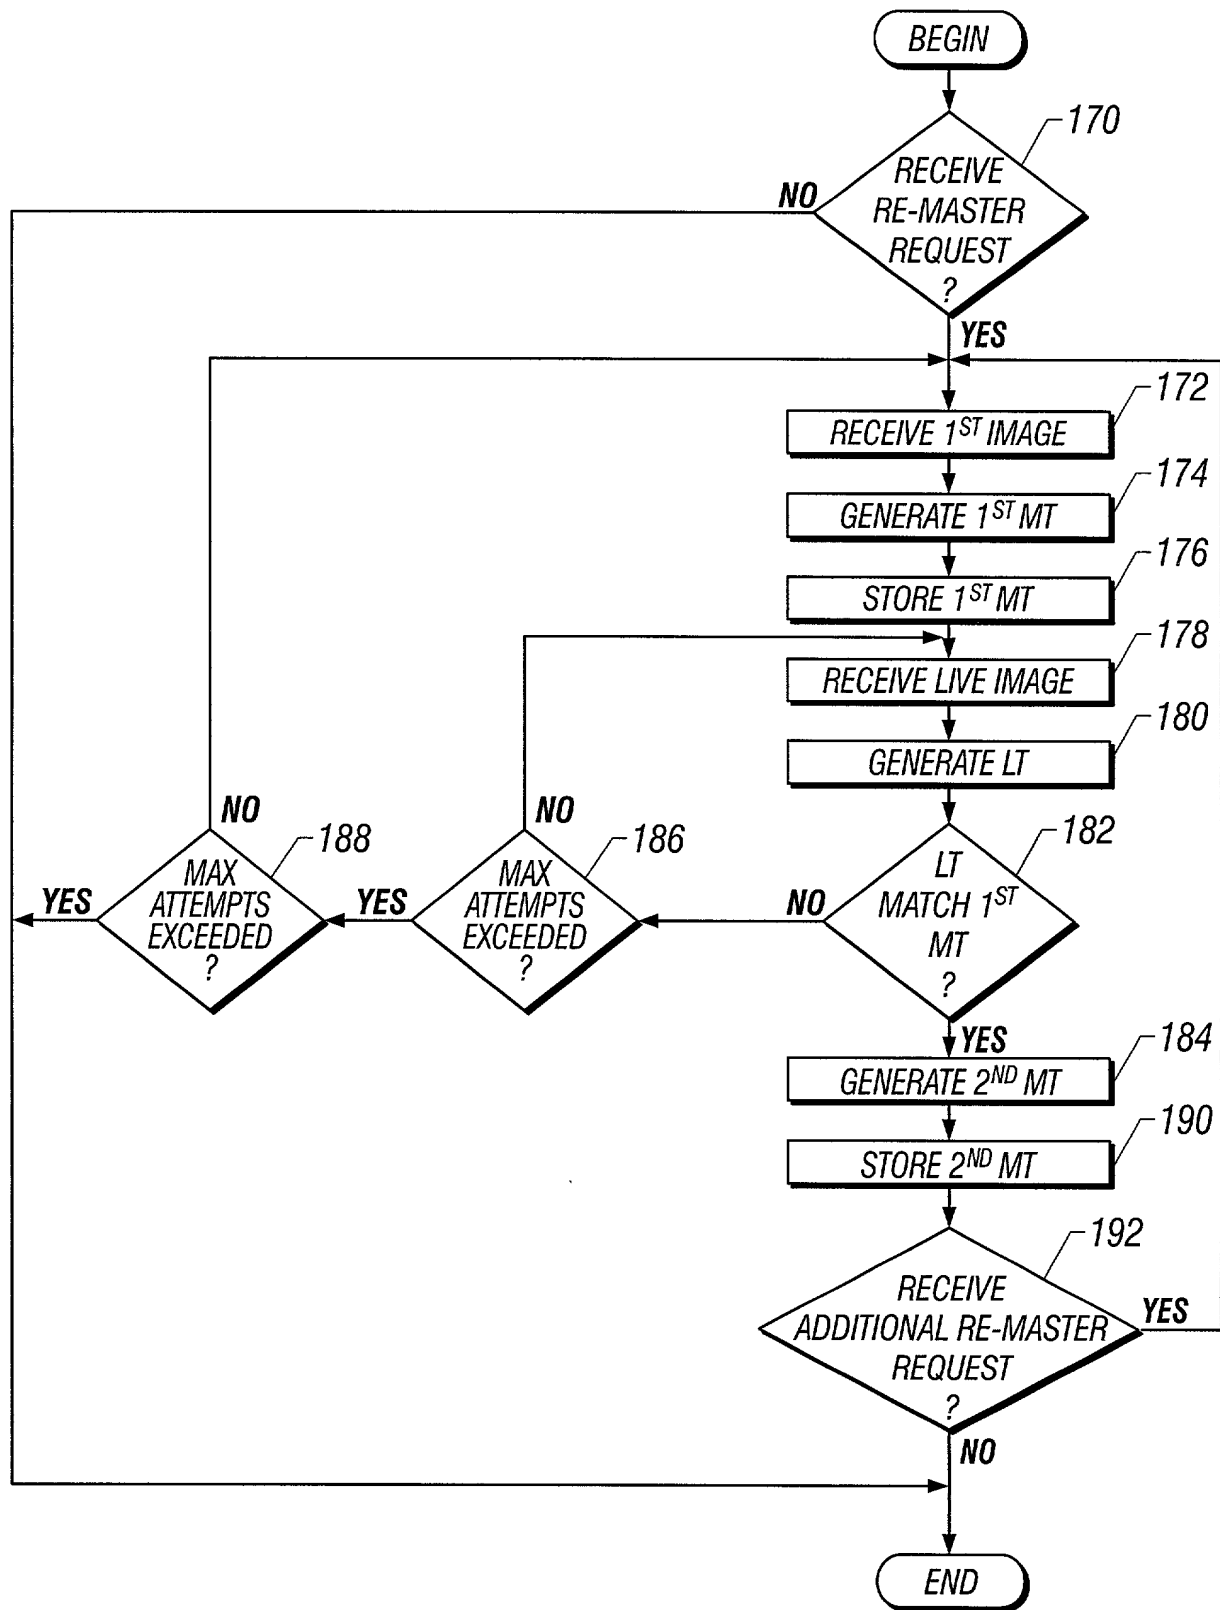 BEGIN
170
RECEIVE
RE-MASTER
REQUEST
?
NO
YES
172
RECEIVE 1ST IMAGE
174
GENERATE 1ST MT
176
STORE 1ST MT
178
RECEIVE LIVE IMAGE
180
GENERATE LT
182
LT
MATCH 1ST
MT
?
NO
YES
186
MAX
ATTEMPTS
EXCEEDED
?
NO
YES
188
MAX
ATTEMPTS
EXCEEDED
?
NO
YES
184
GENERATE 2ND MT
190
STORE 2ND MT
192
RECEIVE
ADDITIONAL RE-MASTER
REQUEST
?
YES
NO
END